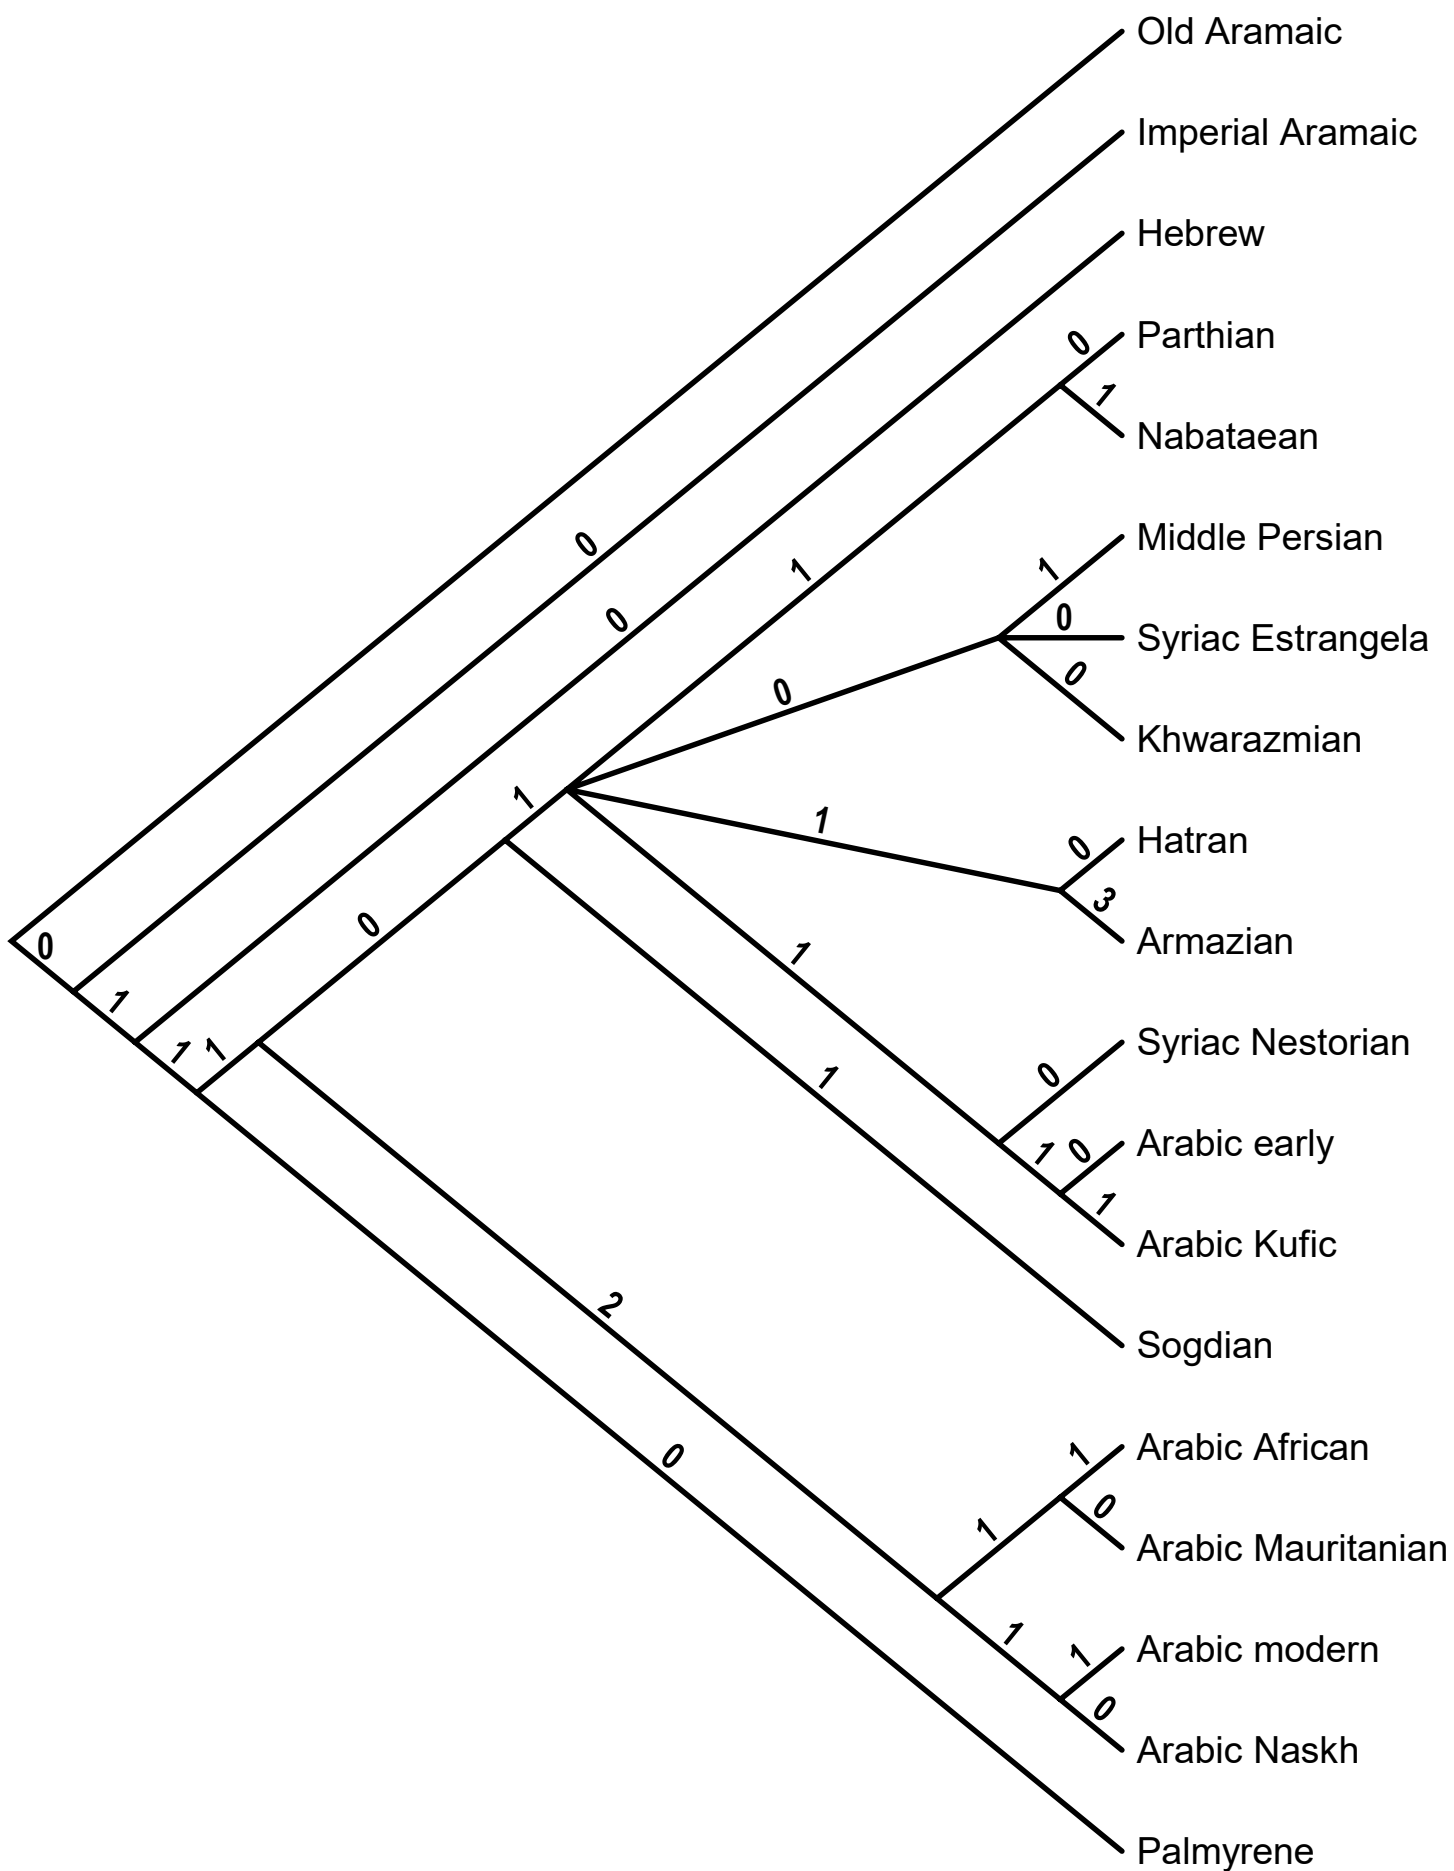 Old Aramaic
Imperial Aramaic
Hebrew
0 Parthian
1
Nabataean
0
1 Middle Persian
1
0
Syriac Estrangela
0
0
0
Khwarazmian
1
1
0 Hatran
3
0
Armazian
0
1
1
Syriac Nestorian
1 1
0
1
1 0 Arabic early
1
Arabic Kufic
2
Sogdian
0
1 Arabic African
0
1
Arabic Mauritanian
1
1 Arabic modern
0
Arabic Naskh
Palmyrene